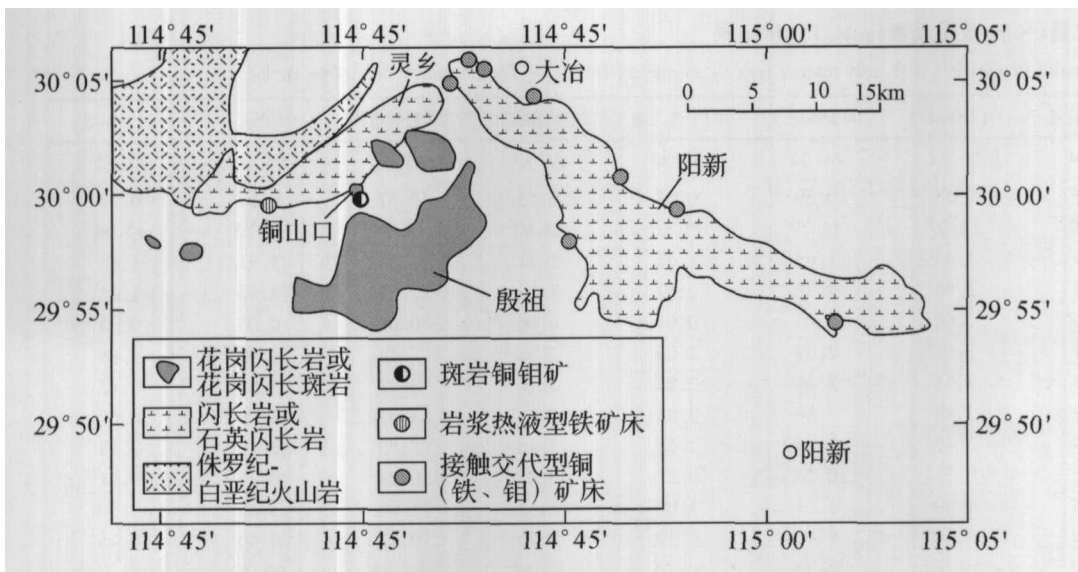 114°45' 114°45' 114°45' 115°00' 115°05'
30°05'
灵乡
大冶
30°05'
0 5 10 15km
阳新
30°00'
30°00'
铜山口
殷祖
29°55'
29°55'
花岗闪长岩或
花岗闪长斑岩
斑岩铜钼矿
闪长岩或
石英闪长岩
岩浆热液型铁矿床
29°50'
29°50'
侏罗纪-
白垩纪火山岩
接触交代型铜
(铁、钼)矿床
阳新
114°45' 114°45' 114°45' 115°00' 115°05'